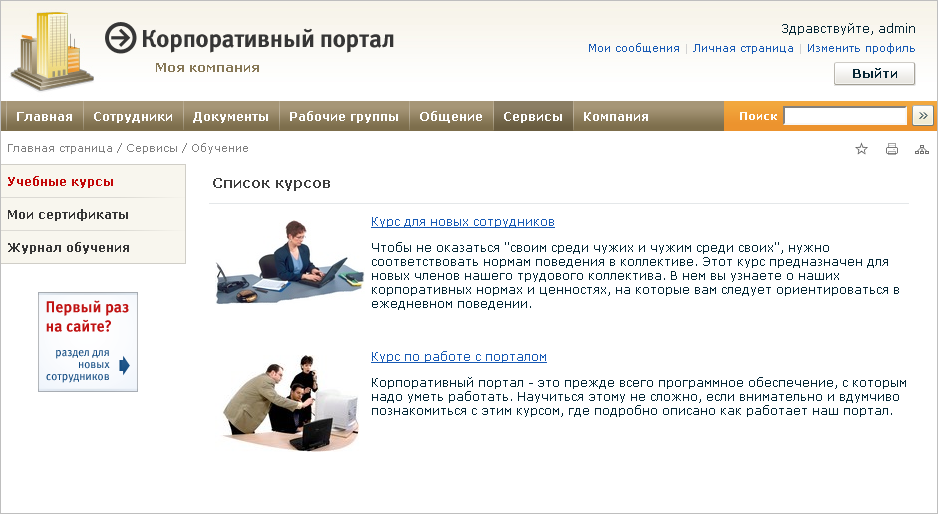 Корпоративный портал
Моя компания
Здравствуйте, admin
Мои сообщения | Личная страница | Изменить профиль
Выйти
Главная Сотрудники Документы Рабочие группы Общение Сервисы Компания Поиск »
Главная страница / Сервисы / Обучение
Учебные курсы
Мои сертификаты
Журнал обучения
Первый раз
на сайте?
раздел для
новых
сотрудников
Список курсов
Курс для новых сотрудников
Чтобы не оказаться "своим среди чужих и чужим среди своих", нужно
соответствовать нормам поведения в коллективе. Этот курс предназначен для
новых членов нашего трудового коллектива. В нем вы узнаете о наших
корпоративных нормах и ценностях, на которые вам следует ориентироваться в
ежедневном поведении.
Курс по работе с порталом
Корпоративный портал - это прежде всего программное обеспечение, с которым
надо уметь работать. Научиться этому не сложно, если внимательно и вдумчиво
познакомиться с этим курсом, где подробно описано как работает наш портал.